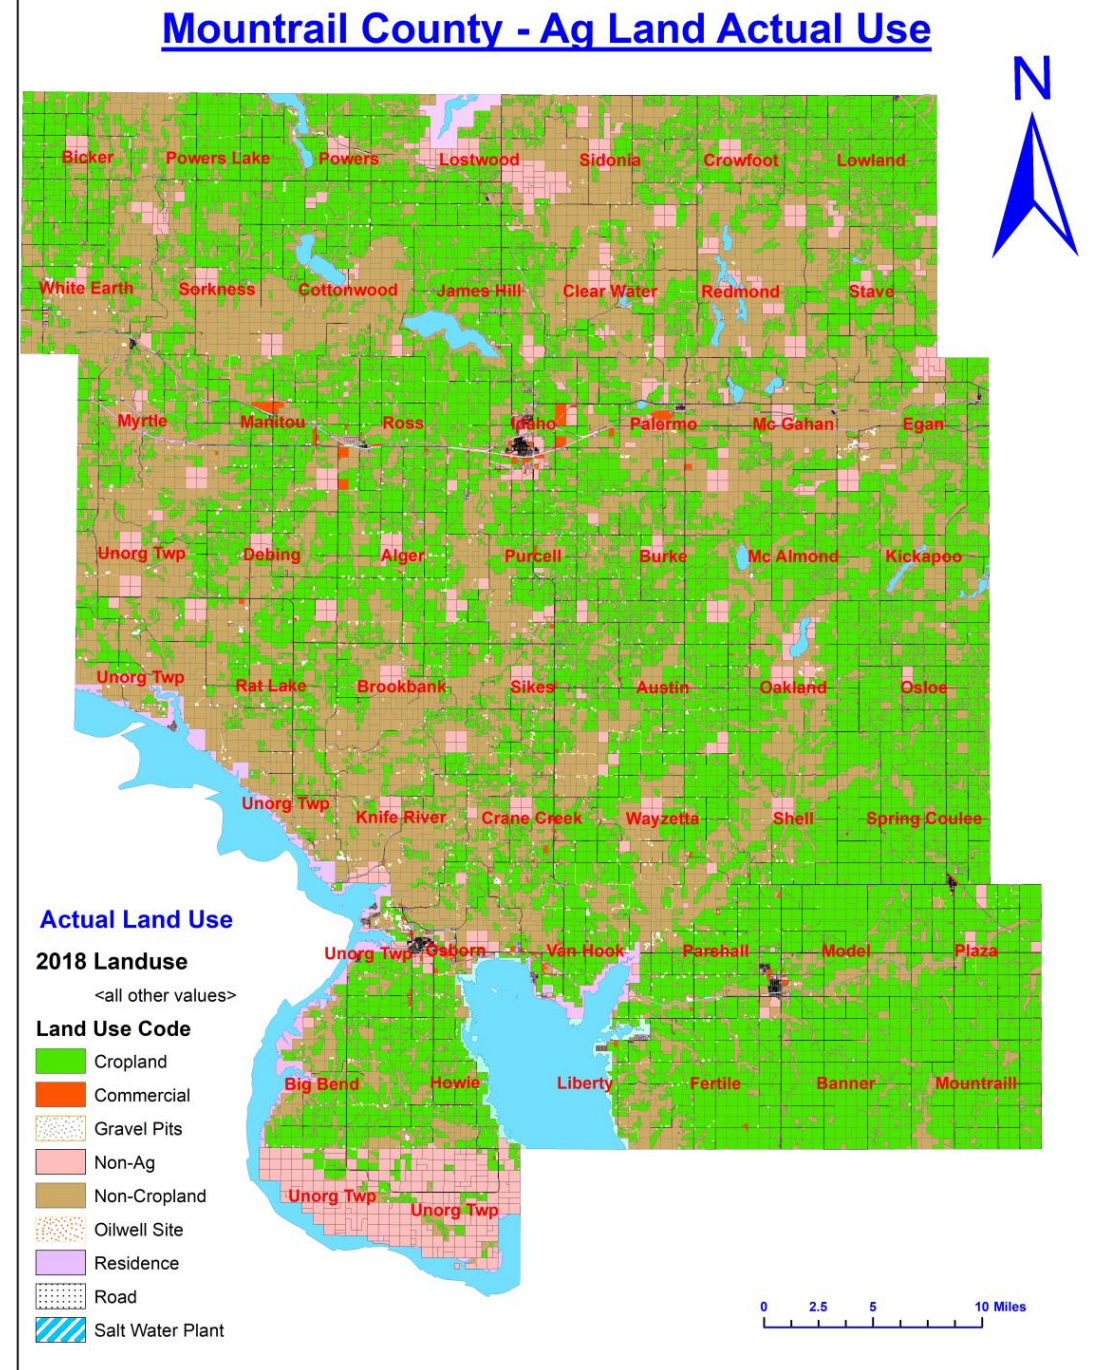 Mountrail County - Ag Land Actual Use
N
Bicker Powers Lake Powers Lostwood Sidonia Crowfoot Lowland
White Earth Sorkness Cottonwood James Hill Clear Water Redmond Stave
Myrtle Manitou Ross Idaho Palermo Mc Gahan Egan
Unorg Twp Debing Alger Purcell Burke Mc Almond Kickapoo
Unorg Twp Rat Lake Brookbank Sikes Austin Oakland Osloe
Unorg Twp Knife River Crane Creek Wayzetta Shell Spring Coulee
Unorg Twp Osborn Van Hook Parshall Model Plaza
Big Bend Howie Liberty Fertile Banner Mountraill
Unorg Twp Unorg Twp
Actual Land Use
2018 Landuse
<all other values>
Land Use Code
Cropland
Commercial
Gravel Pits
Non-Ag
Non-Cropland
Oilwell Site
Residence
Road
Salt Water Plant
0 2.5 5 10 Miles